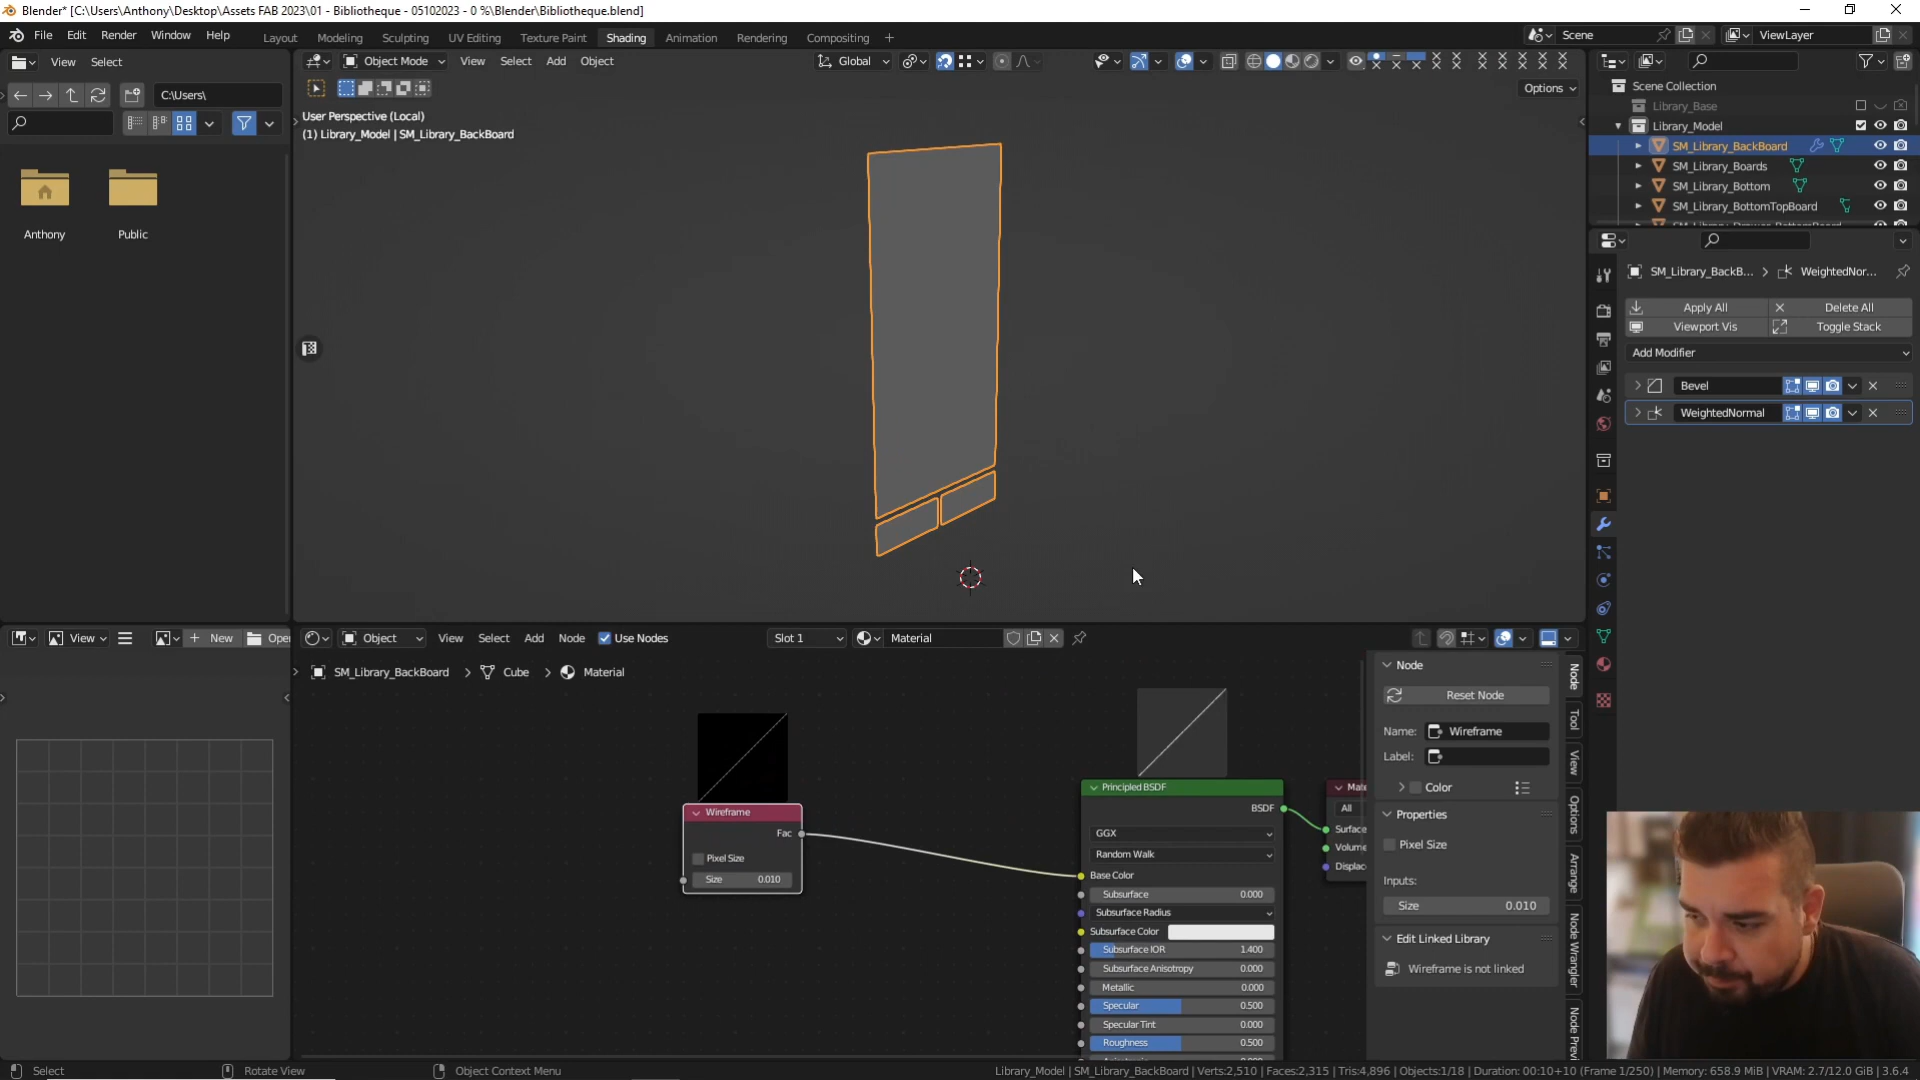 Blender* [C:\Users\Anthony\Desktop\Assets FAB 2023\01 - Bibliotheque - 05102023 - 0 %\Blender\Bibliotheque.blend]
File Edit Render Window Help Layout Modeling Sculpting UV Editing Texture Paint Shading Animation Rendering Compositing + Scene ViewLayer
View Select Object Mode View Select Add Object Global
C:\Users\ Options
User Perspective (Local)
(1) Library_Model | SM_Library_BackBoard
Anthony Public
Scene Collection
Library_Base
Library_Model
SM_Library_BackBoard
SM_Library_Boards
SM_Library_Bottom
SM_Library_BottomTopBoard
SM_Library_BackB... > WeightedNor...
Apply All Delete All
Viewport Vis Toggle Stack
Add Modifier
Bevel
WeightedNormal
View New Ope Object View Select Add Node Use Nodes Slot 1 Material
SM_Library_BackBoard > Cube > Material
Wireframe
Fac
Pixel Size
Size 0.010
Principled BSDF
BSDF
GGX
Random Walk
Base Color
Subsurface 0.000
Subsurface Radius
Subsurface Color
Subsurface IOR 1.400
Subsurface Anisotropy 0.000
Metallic 0.000
Specular 0.500
Specular Tint 0.000
Roughness 0.500
Mate
All
Surface
Volume
Displac
Node
Reset Node
Name: Wireframe
Label:
Color
Properties
Pixel Size
Inputs:
Size 0.010
Edit Linked Library
Wireframe is not linked
Node
Tool
View
Options
Arrange
Node Wrangler
Node Previ
Select Rotate View Object Context Menu Library_Model | SM_Library_BackBoard | Verts:2,510 | Faces:2,315 | Tris:4,896 | Objects:1/18 | Duration: 00:10+10 (Frame 1/250) | Memory: 658.9 MiB | VRAM: 2.7/12.0 GiB | 3.6.4